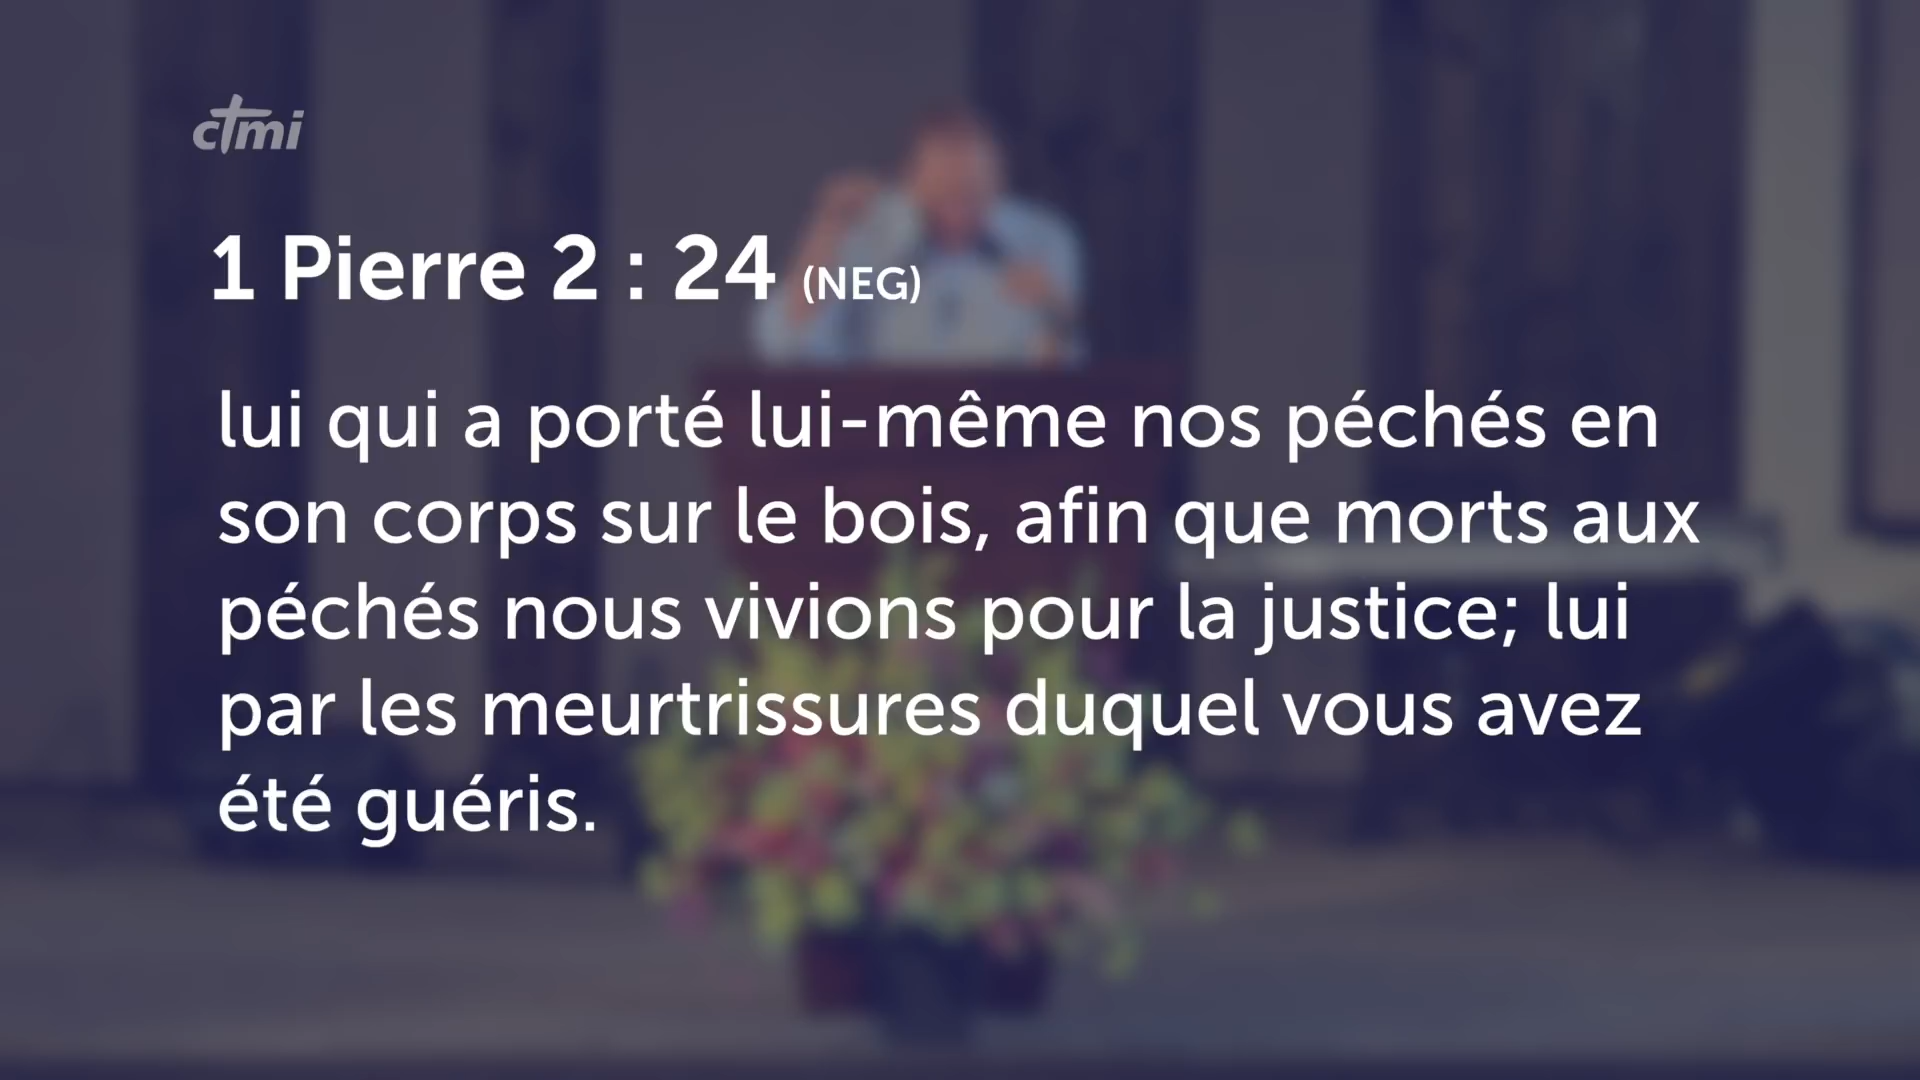 cTmi
1 Pierre 2 : 24 (NEG)
lui qui a porté lui-même nos péchés en
son corps sur le bois, afin que morts aux
péchés nous vivions pour la justice; lui
par les meurtrissures duquel vous avez
été guéris.